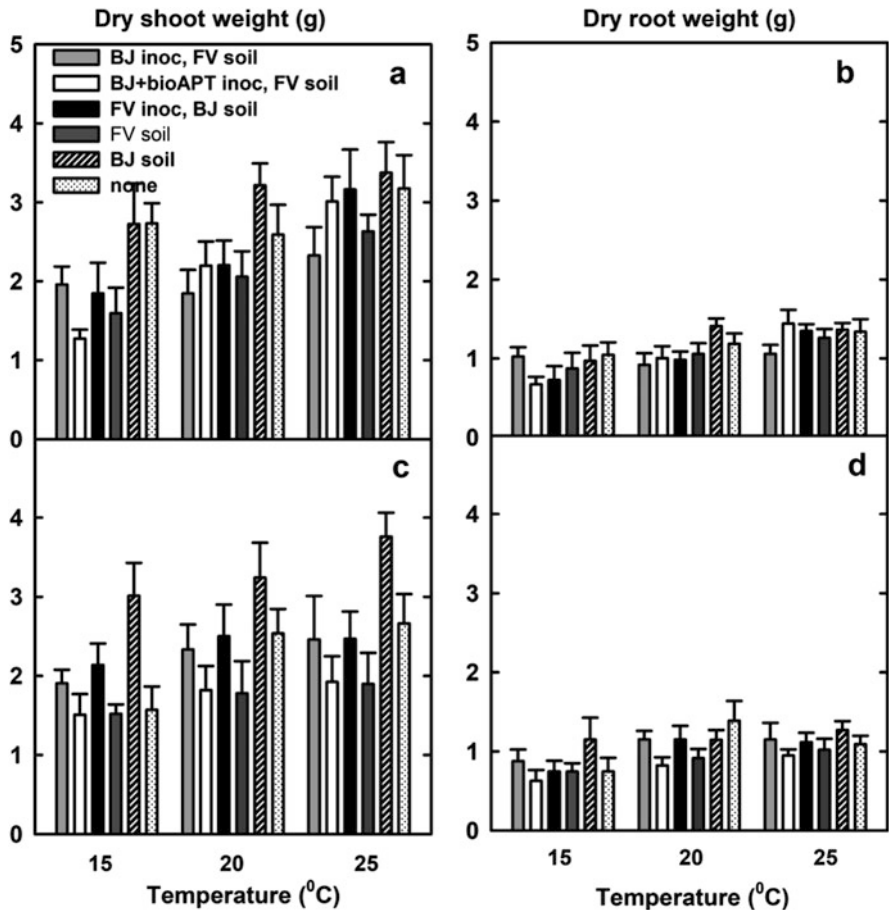 Dry shoot weight (g)
Dry root weight (g)
5
4
3
2
1
0
BJ inoc, FV soil
BJ+bioAPT inoc, FV soil
FV inoc, BJ soil
FV soil
BJ soil
none
a
5
4
3
2
1
0
b
4
3
2
1
0
c
4
3
2
1
0
d
15 20 25
Temperature (⁰C)
15 20 25
Temperature (⁰C)